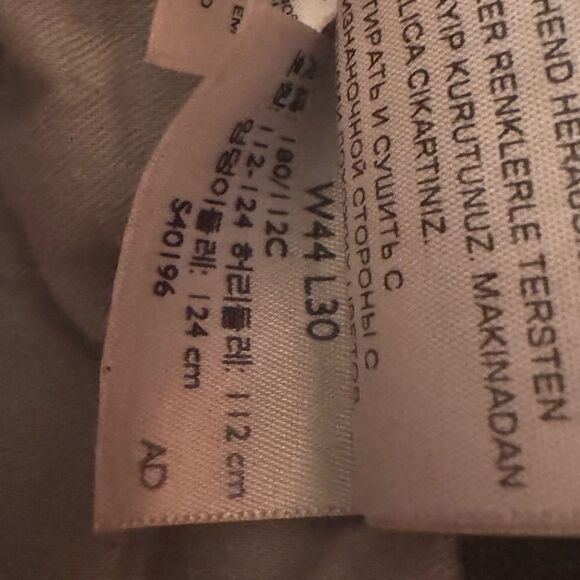 W44 L30
180/112C
112-124 허리둘레: 112 cm
엉덩이둘레: 124 cm
S40196
AD
HEND HERAUS
ER RENKLERLE TERSTEN
AYIP KURUTUNUZ. MAKINADAN
LICA CIKARTINIZ.
ТИРАТЬ И СУШИТЬ С
ИЗНАНОЧНОЙ СТОРОНЫ С